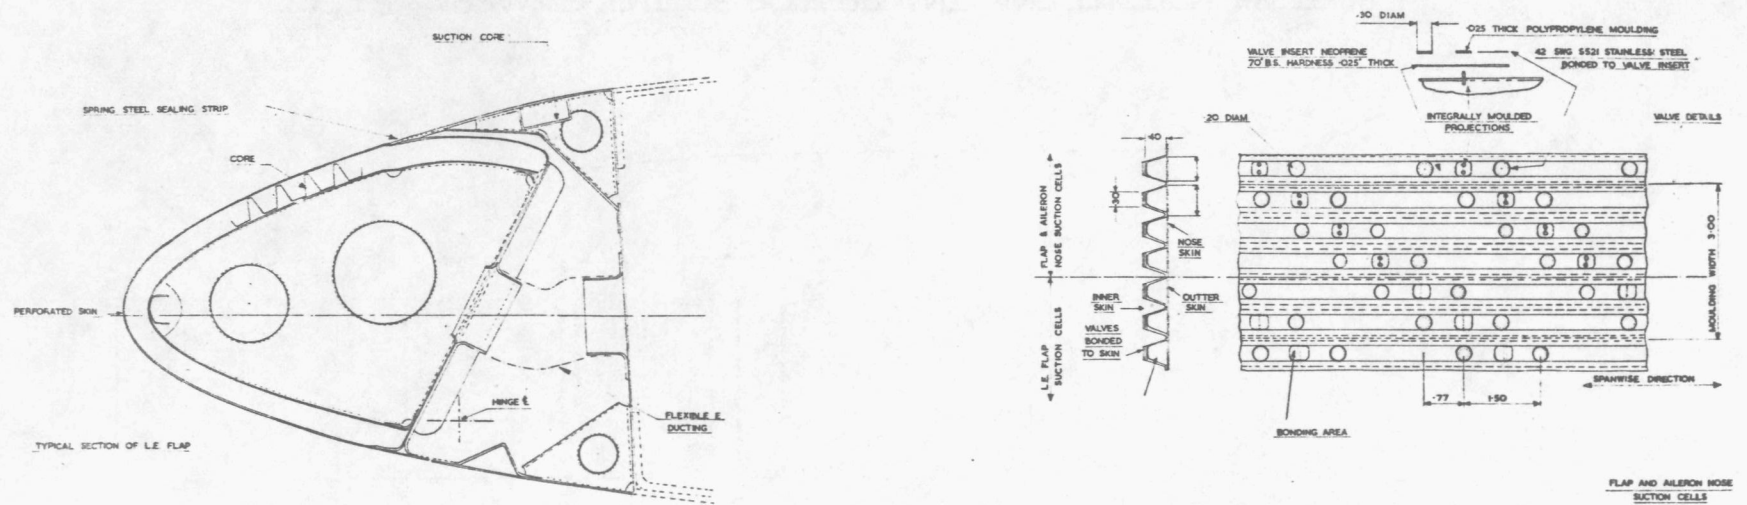 SUCTION CORE
SPRING STEEL SEALING STRIP
CORE
PERFORATED SKIN
HINGE ℄
FLEXIBLE E
DUCTING
TYPICAL SECTION OF L.E. FLAP
.30 DIAM
.025 THICK POLYPROPYLENE MOULDING
VALVE INSERT NEOPRENE
70° B.S. HARDNESS .025" THICK
42 SWG S521 STAINLESS STEEL
BONDED TO VALVE INSERT
INTEGRALLY MOULDED
PROJECTIONS
VALVE DETAILS
.20 DIAM
.40
.30
FLAP & AILERON
NOSE SUCTION CELLS
L.E. FLAP
SUCTION CELLS
NOSE
SKIN
INNER
SKIN
OUTTER
SKIN
VALVES
BONDED
TO SKIN
MOULDING WIDTH 3.00
SPANWISE DIRECTION
.77
1.50
BONDING AREA
FLAP AND AILERON NOSE
SUCTION CELLS